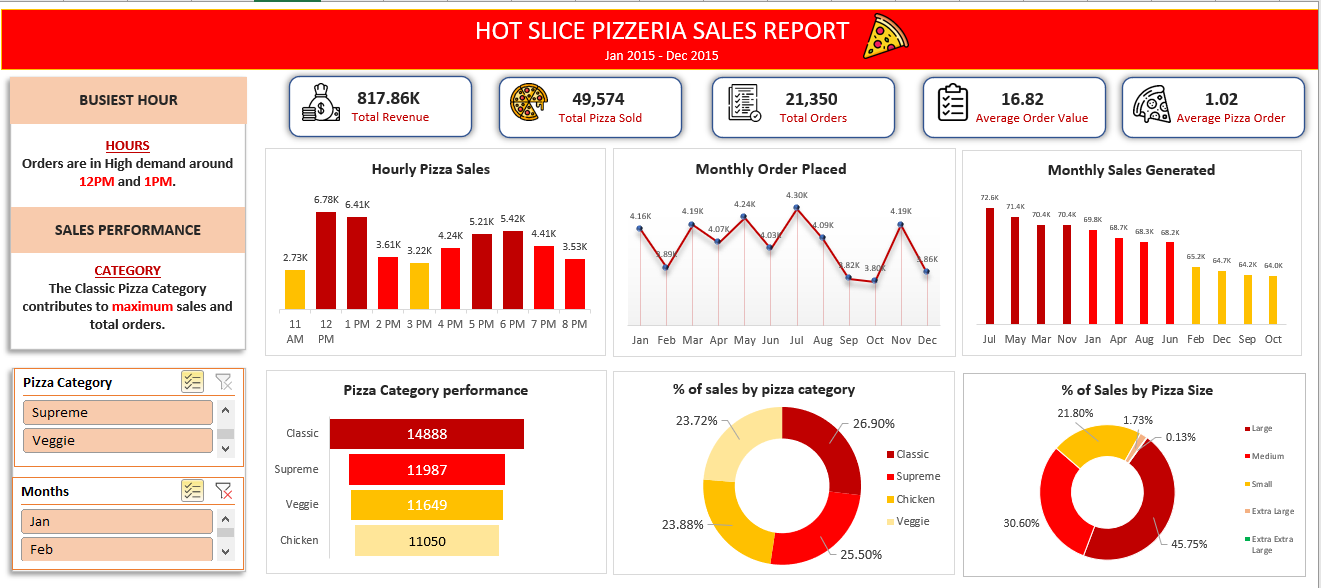 HOT SLICE PIZZERIA SALES REPORT
Jan 2015 - Dec 2015
BUSIEST HOUR
HOURS
Orders are in High demand around
12PM and 1PM.
SALES PERFORMANCE
CATEGORY
The Classic Pizza Category
contributes to maximum sales and
total orders.
Pizza Category
Supreme
Veggie
Months
Jan
Feb
817.86K
Total Revenue
49,574
Total Pizza Sold
21,350
Total Orders
16.82
Average Order Value
1.02
Average Pizza Order
Hourly Pizza Sales
2.73K 6.78K 6.41K 3.61K 3.22K 4.24K 5.21K 5.42K 4.41K 3.53K
11 AM 12 PM 1 PM 2 PM 3 PM 4 PM 5 PM 6 PM 7 PM 8 PM
Monthly Order Placed
4.16K 3.89K 4.19K 4.07K 4.24K 4.03K 4.30K 4.09K 3.82K 3.80K 4.19K 3.86K
Jan Feb Mar Apr May Jun Jul Aug Sep Oct Nov Dec
Monthly Sales Generated
72.6K 71.4K 70.4K 70.4K 69.8K 68.7K 68.3K 68.2K 65.2K 64.7K 64.2K 64.0K
Jul May Mar Nov Jan Apr Aug Jun Feb Dec Sep Oct
Pizza Category performance
Classic 14888
Supreme 11987
Veggie 11649
Chicken 11050
% of sales by pizza category
23.72%
26.90%
23.88%
25.50%
Classic
Supreme
Chicken
Veggie
% of Sales by Pizza Size
21.80%
1.73%
0.13%
30.60%
45.75%
Large
Medium
Small
Extra Large
Extra Extra
Large